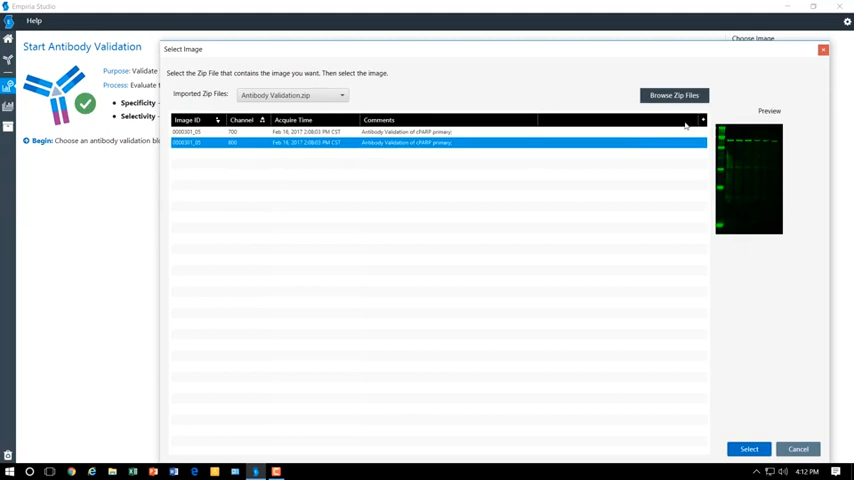 Empiria Studio
Help
Start Antibody Validation
Choose Image
Purpose: Validate
Process: Evaluate t
• Specificity
• Selectivity
Begin: Choose an antibody validation blo
Select Image
Select the Zip File that contains the image you want. Then select the image.
Imported Zip Files:
Antibody Validation.zip
Browse Zip Files
Image ID Channel Acquire Time Comments
0000301_05 700 Feb 16, 2017 2:08:03 PM CST Antibody Validation of cPARP primary;
0000301_05 800 Feb 16, 2017 2:08:03 PM CST Antibody Validation of cPARP primary;
Preview
Select
Cancel
4:12 PM